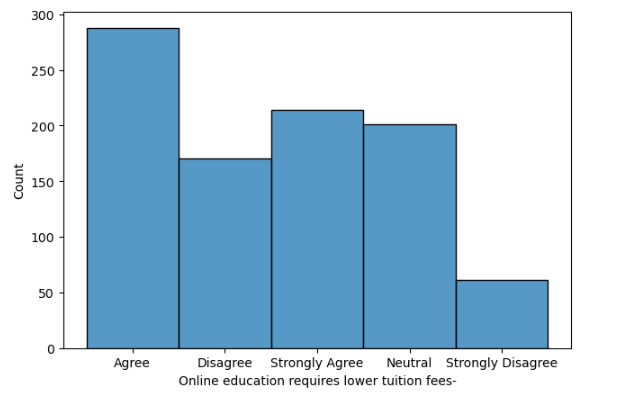 300
250
200
150
100
50
0
Count
Agree Disagree Strongly Agree Neutral Strongly Disagree
Online education requires lower tuition fees-